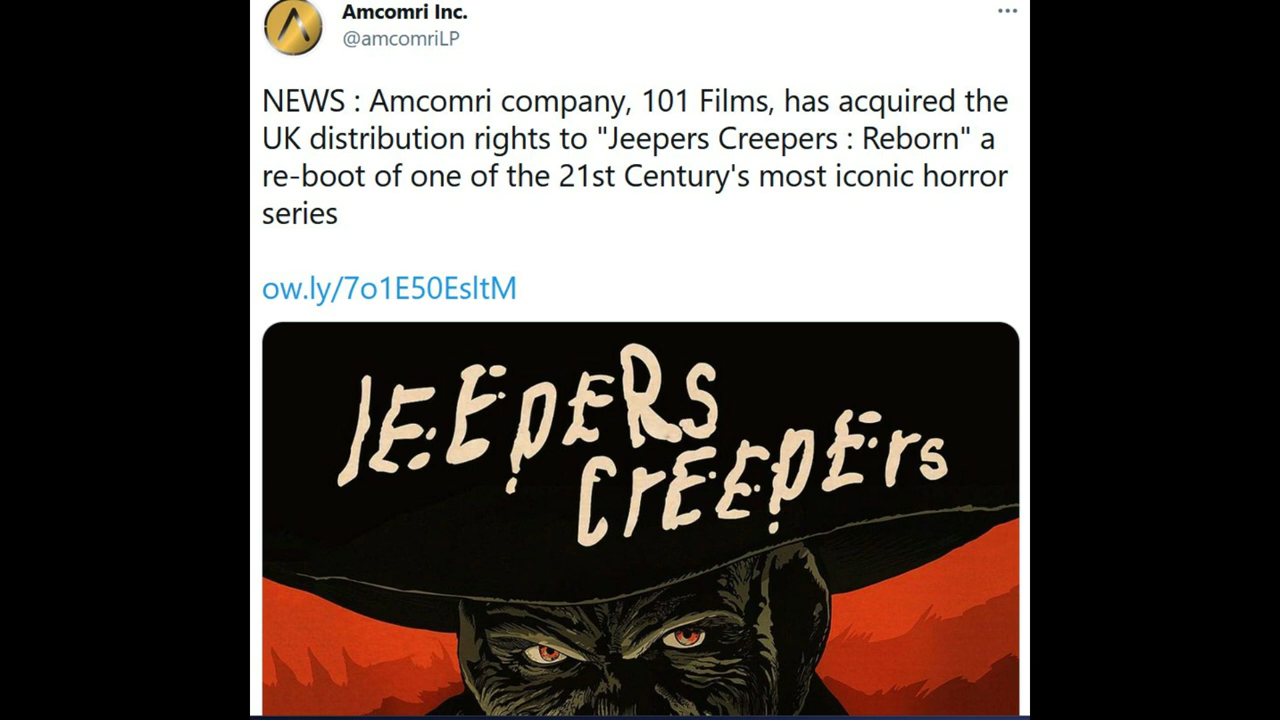 Amcomri Inc.
@amcomriLP
NEWS : Amcomri company, 101 Films, has acquired the
UK distribution rights to "Jeepers Creepers : Reborn" a
re-boot of one of the 21st Century's most iconic horror
series
ow.ly/7o1E50EsltM
JEEPERS
CREEPERS